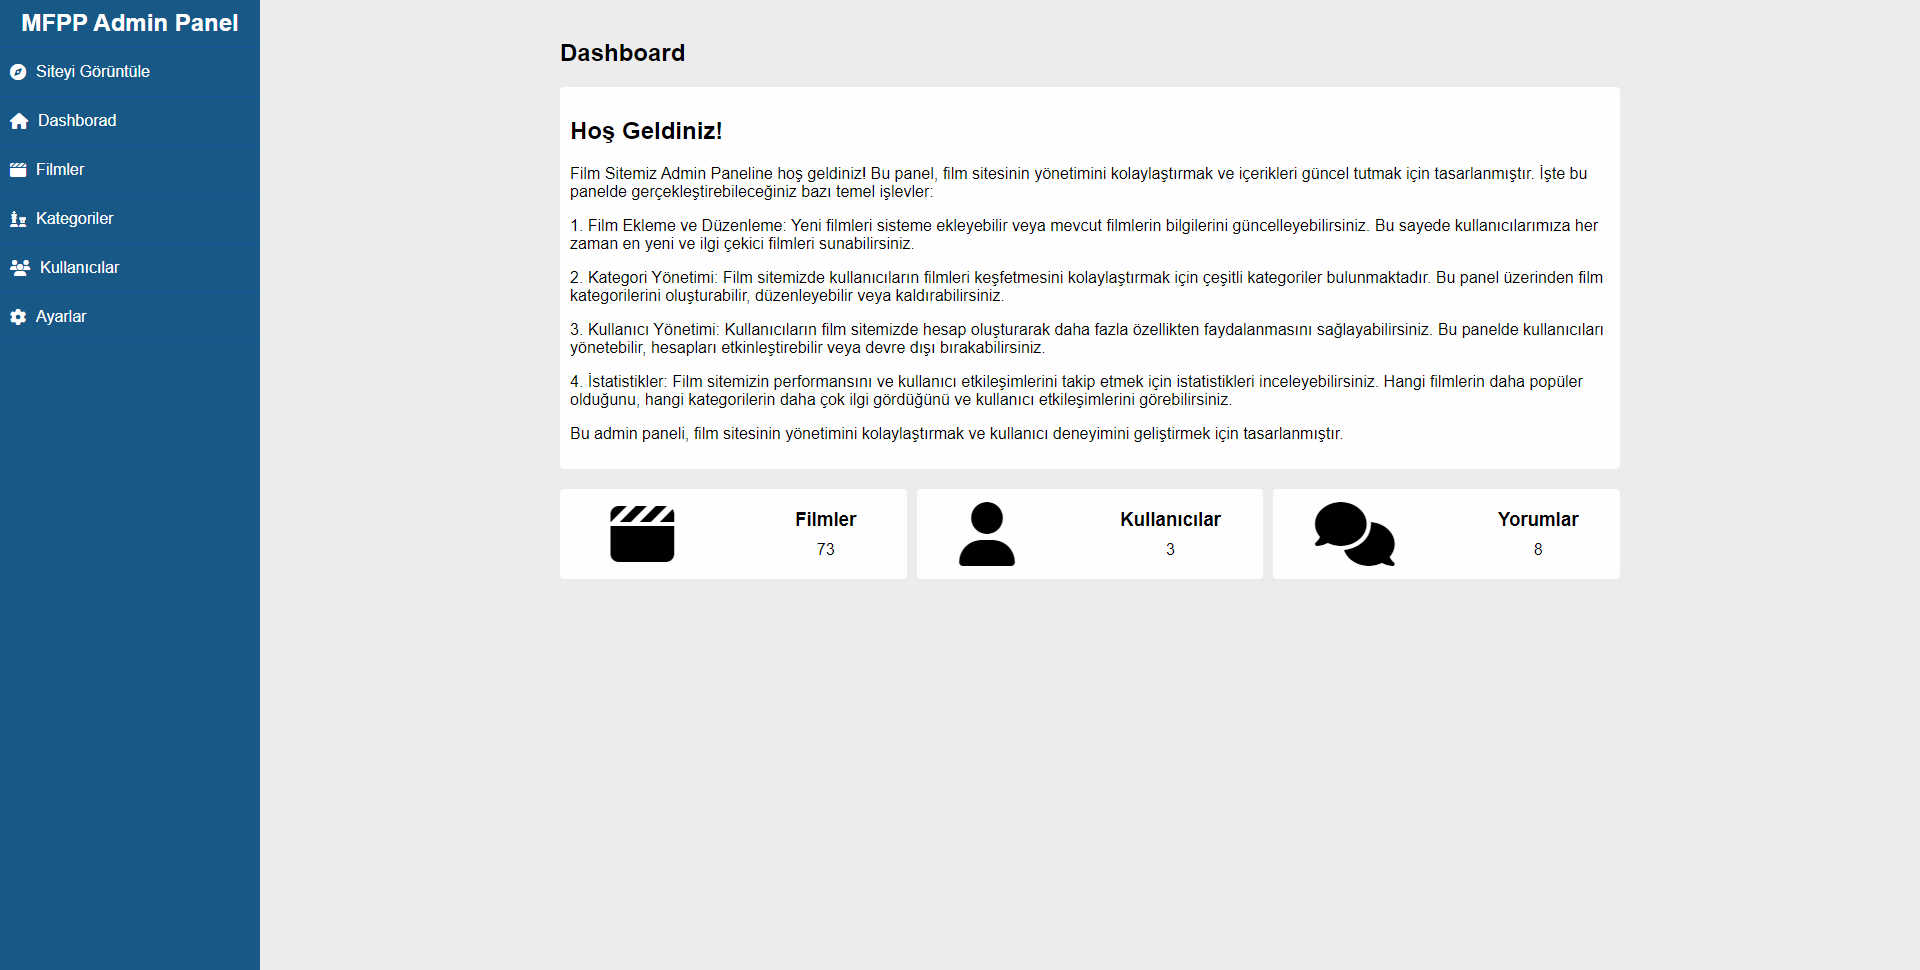 MFPP Admin Panel
Siteyi Görüntüle
Dashborad
Filmler
Kategoriler
Kullanıcılar
Ayarlar
Dashboard
Hoş Geldiniz!
Film Sitemiz Admin Paneline hoş geldiniz! Bu panel, film sitesinin yönetimini kolaylaştırmak ve içerikleri güncel tutmak için tasarlanmıştır. İşte bu
panelde gerçekleştirebileceğiniz bazı temel işlevler:
1. Film Ekleme ve Düzenleme: Yeni filmleri sisteme ekleyebilir veya mevcut filmlerin bilgilerini güncelleyebilirsiniz. Bu sayede kullanıcılarımıza her
zaman en yeni ve ilgi çekici filmleri sunabilirsiniz.
2. Kategori Yönetimi: Film sitemizde kullanıcıların filmleri keşfetmesini kolaylaştırmak için çeşitli kategoriler bulunmaktadır. Bu panel üzerinden film
kategorilerini oluşturabilir, düzenleyebilir veya kaldırabilirsiniz.
3. Kullanıcı Yönetimi: Kullanıcıların film sitemizde hesap oluşturarak daha fazla özellikten faydalanmasını sağlayabilirsiniz. Bu panelde kullanıcıları
yönetebilir, hesapları etkinleştirebilir veya devre dışı bırakabilirsiniz.
4. İstatistikler: Film sitemizin performansını ve kullanıcı etkileşimlerini takip etmek için istatistikleri inceleyebilirsiniz. Hangi filmlerin daha popüler
olduğunu, hangi kategorilerin daha çok ilgi gördüğünü ve kullanıcı etkileşimlerini görebilirsiniz.
Bu admin paneli, film sitesinin yönetimini kolaylaştırmak ve kullanıcı deneyimini geliştirmek için tasarlanmıştır.
Filmler
73
Kullanıcılar
3
Yorumlar
8